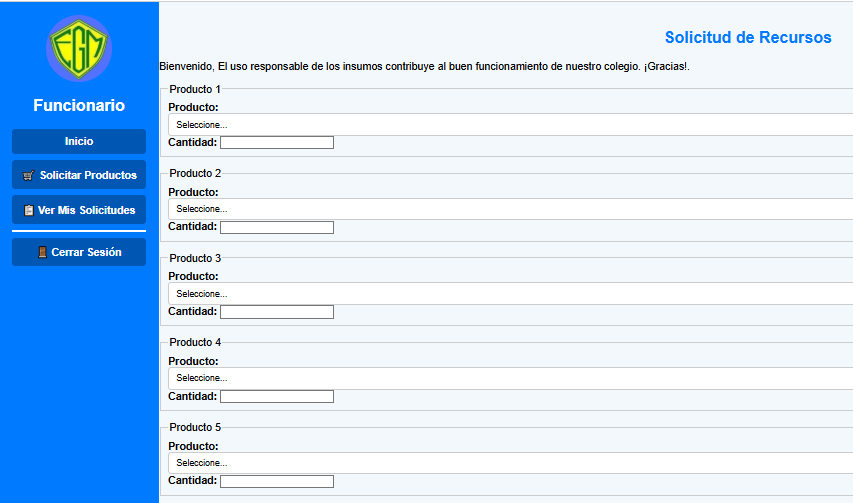 EGM
Funcionario
Inicio
Solicitar Productos
Ver Mis Solicitudes
Cerrar Sesión
Solicitud de Recursos
Bienvenido, El uso responsable de los insumos contribuye al buen funcionamiento de nuestro colegio. ¡Gracias!.
Producto 1
Producto:
Seleccione...
Cantidad:
Producto 2
Producto:
Seleccione...
Cantidad:
Producto 3
Producto:
Seleccione...
Cantidad:
Producto 4
Producto:
Seleccione...
Cantidad:
Producto 5
Producto:
Seleccione...
Cantidad: